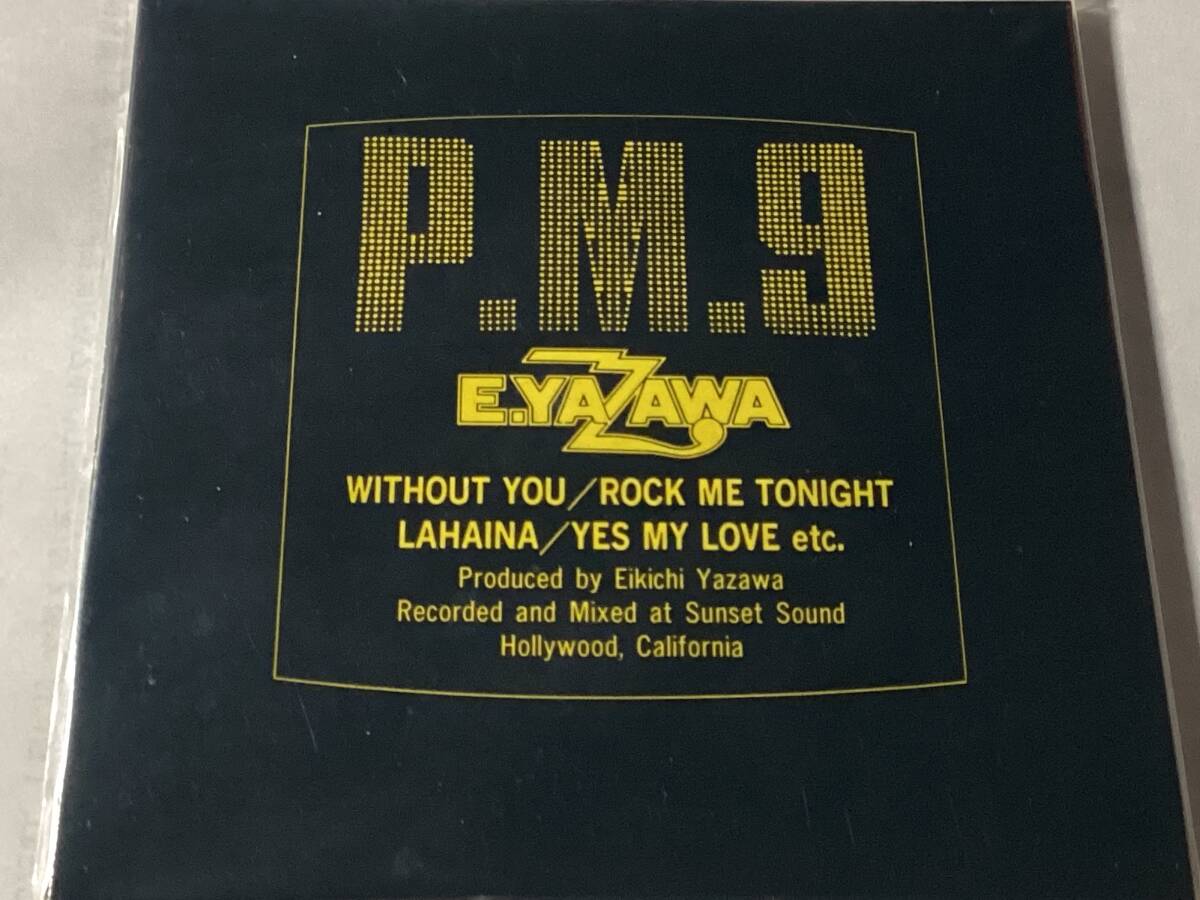 P.M.9
E.YAZAWA
WITHOUT YOU/ROCK ME TONIGHT
LAHAINA/YES MY LOVE etc.
Produced by Eikichi Yazawa
Recorded and Mixed at Sunset Sound
Hollywood, California